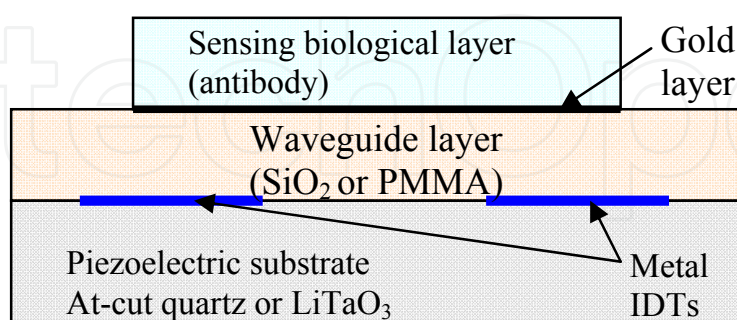 Sensing biological layer
(antibody)
Gold
layer
Waveguide layer
(SiO₂ or PMMA)
Piezoelectric substrate
At-cut quartz or LiTaO₃
Metal
IDTs